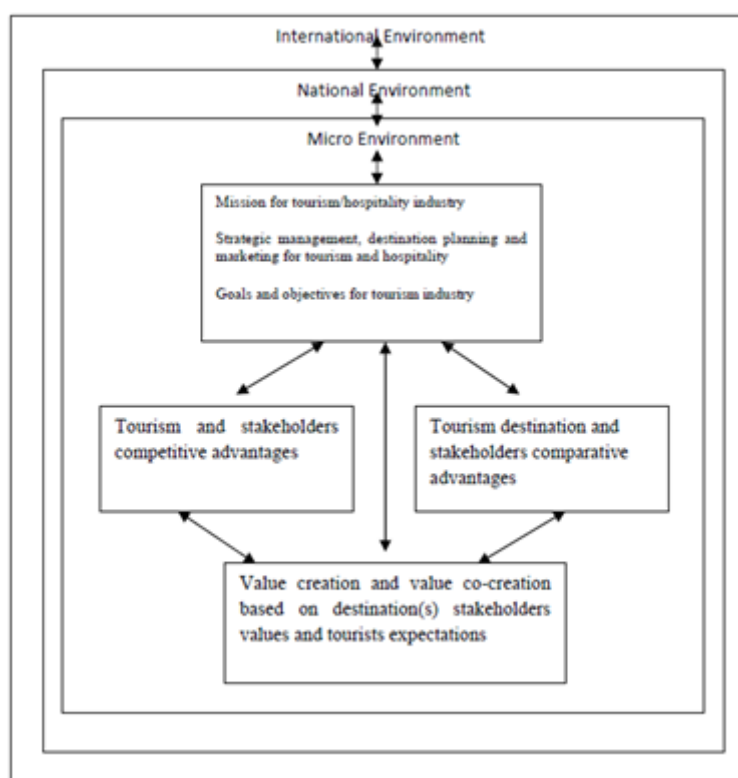 International Environment
National Environment
Micro Environment
Mission for tourism/hospitality industry
Strategic management, destination planning and
marketing for tourism and hospitality
Goals and objectives for tourism industry
Tourism and stakeholders
competitive advantages
Tourism destination and
stakeholders comparative
advantages
Value creation and value co-creation
based on destination(s) stakeholders
values and tourists expectations